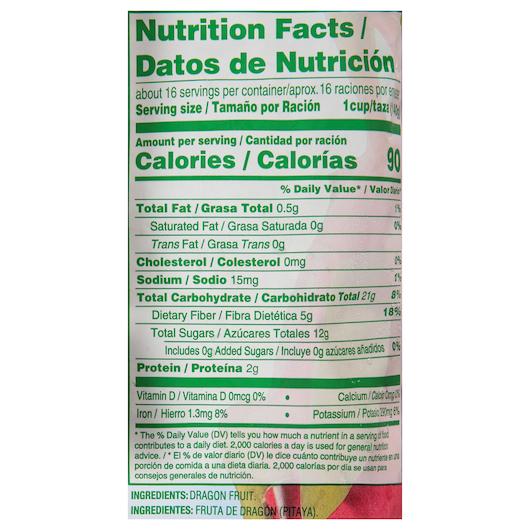 Nutrition Facts /
Datos de Nutrición
about 16 servings per container/aprox. 16 raciones por
Serving size / Tamaño por Ración 1cup/taza
Amount per serving / Cantidad por ración
Calories / Calorías 90
% Daily Value* / Valor Diario*
Total Fat / Grasa Total 0.5g 1%
Saturated Fat / Grasa Saturada 0g 0%
Trans Fat / Grasa Trans 0g
Cholesterol / Colesterol 0mg 0%
Sodium / Sodio 15mg 1%
Total Carbohydrate / Carbohidrato Total 21g 8%
Dietary Fiber / Fibra Dietética 5g 18%
Total Sugars / Azúcares Totales 12g
Includes 0g Added Sugars / Incluye 0g azúcares añadidos 0%
Protein / Proteína 2g
Vitamin D / Vitamina D 0mcg 0% • Calcium /
Iron / Hierro 1.3mg 8% • Potassium /
* The % Daily Value (DV) tells you how much a nutrient in a serving of food
contributes to a daily diet. 2,000 calories a day is used for general nutrition
advice. / * El % de valor diario (DV) le dice cuánto contribuye un nutriente en una
porción de comida a una dieta diaria. 2,000 calorías por día se usan para
consejos generales de nutrición.
INGREDIENTS: DRAGON FRUIT.
INGREDIENTES: FRUTA DE DRAGÓN (PITAYA).